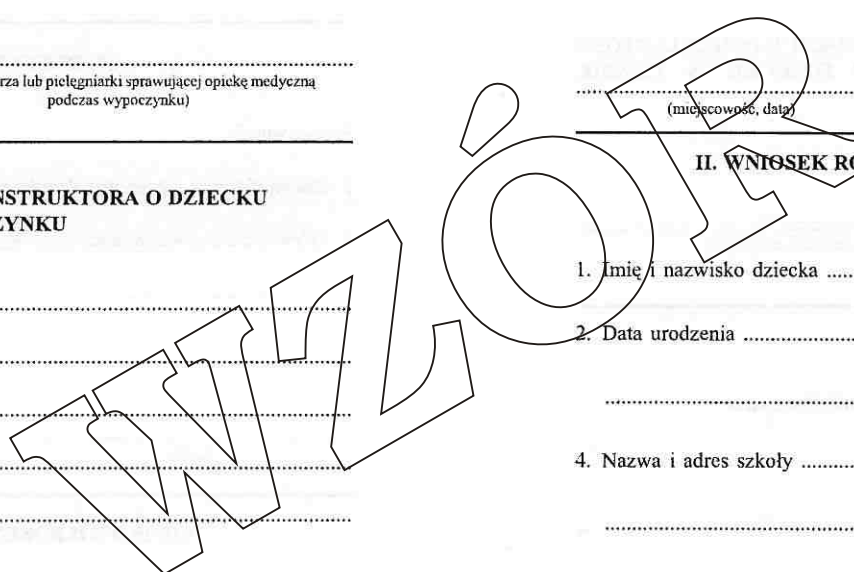 rza lub pielęgniarki sprawującej opiekę medyczną
podczas wypoczynku)
NSTRUKTORA O DZIECKU
ZYNKU
(miejscowość, data)
II. WNIOSEK RO
1. Imię i nazwisko dziecka
2. Data urodzenia
4. Nazwa i adres szkoły
WZÓR